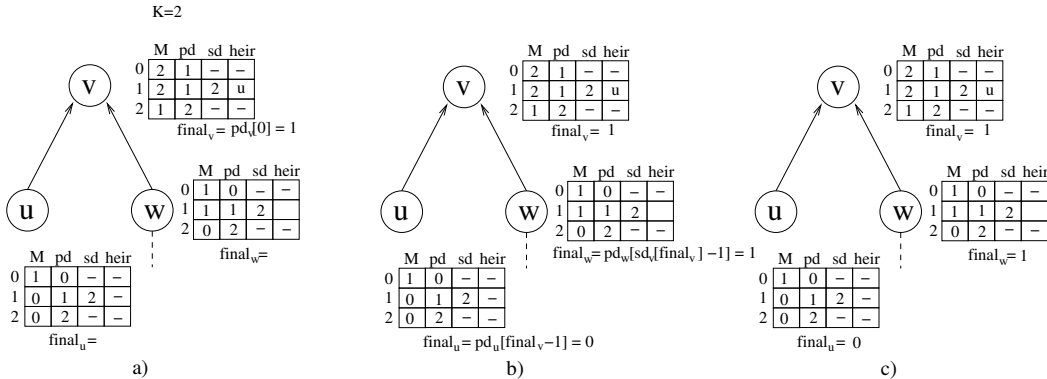 K=2
M pd sd heir
0 2 1 – –
1 2 1 2 u
2 1 2 – –
v
final_v = pd_v[0] = 1
M pd sd heir
0 1 0 – –
1 1 1 2
2 0 2 – –
u
w
final_w =
M pd sd heir
0 1 0 – –
1 0 1 2 –
2 0 2 – –
final_u =
a)
M pd sd heir
0 2 1 – –
1 2 1 2 u
2 1 2 – –
v
final_v = 1
M pd sd heir
0 1 0 – –
1 1 1 2
2 0 2 – –
u
w
final_w = pd_w[sd_v[final_v] –1] = 1
M pd sd heir
0 1 0 – –
1 0 1 2 –
2 0 2 – –
final_u = pd_u[final_v–1] = 0
b)
M pd sd heir
0 2 1 – –
1 2 1 2 u
2 1 2 – –
v
final_v = 1
M pd sd heir
0 1 0 – –
1 1 1 2
2 0 2 – –
u
w
final_w = 1
M pd sd heir
0 1 0 – –
1 0 1 2 –
2 0 2 – –
final_u = 0
c)